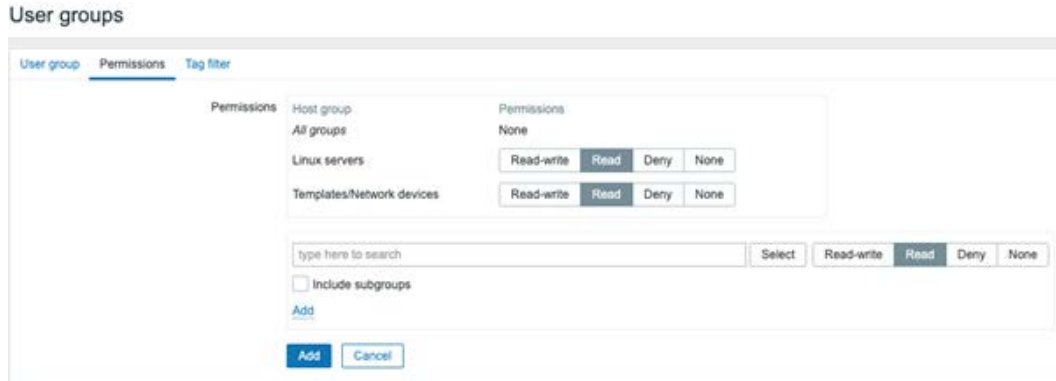 User groups
User group Permissions Tag filter
Permissions Host group Permissions
All groups None
Linux servers Read-write Read Deny None
Templates/Network devices Read-write Read Deny None
type here to search Select Read-write Read Deny None
Include subgroups
Add
Add Cancel